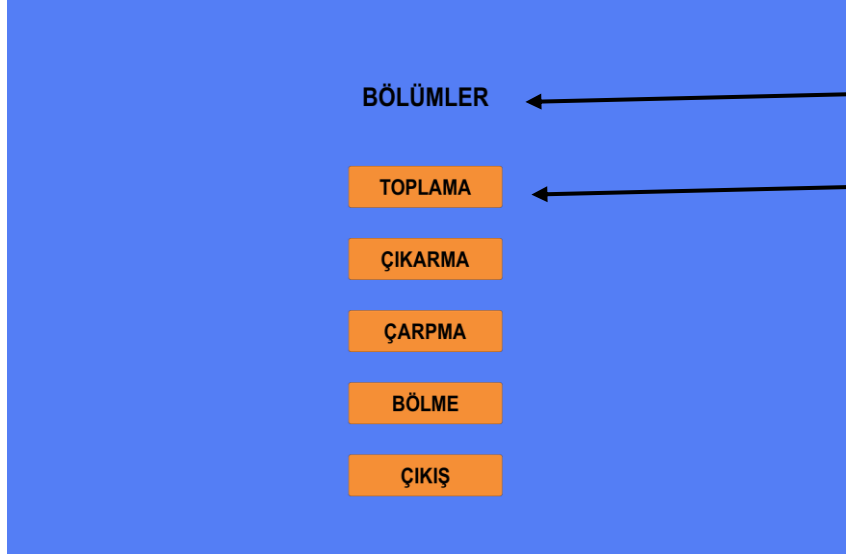 BÖLÜMLER
TOPLAMA
ÇIKARMA
ÇARPMA
BÖLME
ÇIKIŞ